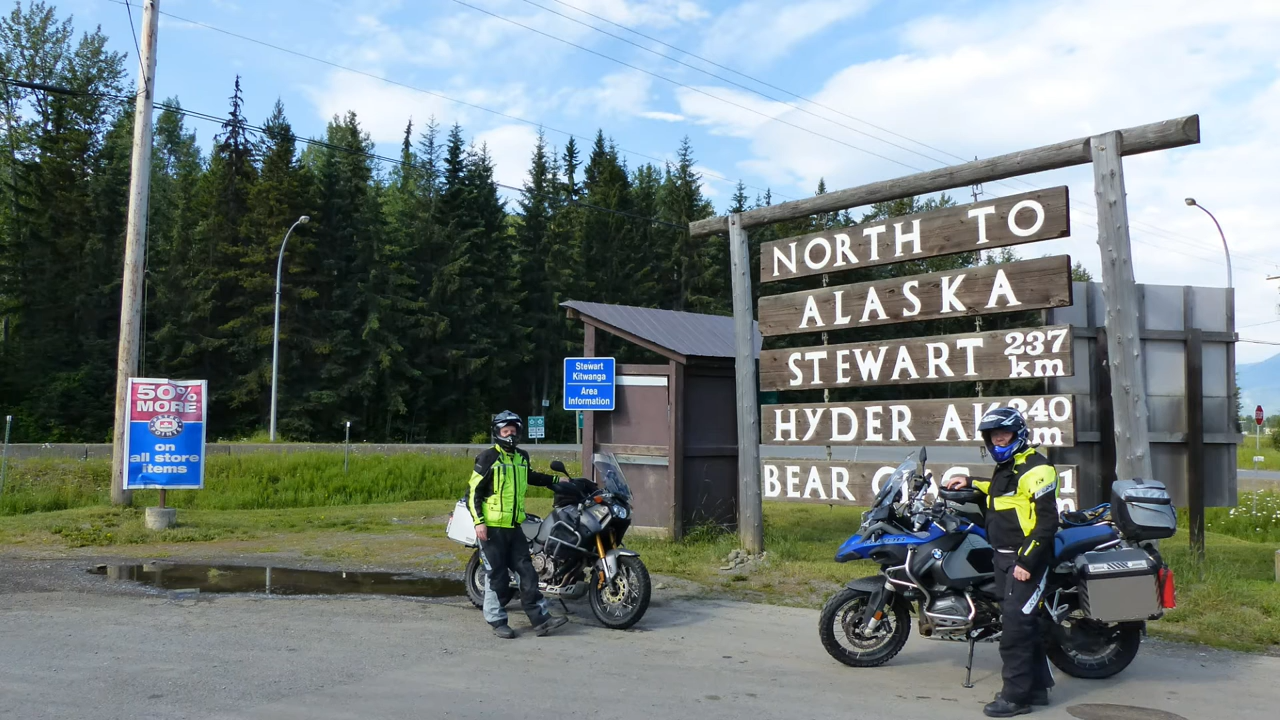 NORTH TO
ALASKA
STEWART 237 km
HYDER AK 240 km
BEAR
Stewart
Kitwanga
Area
Information
50%
MORE
on
all store
items